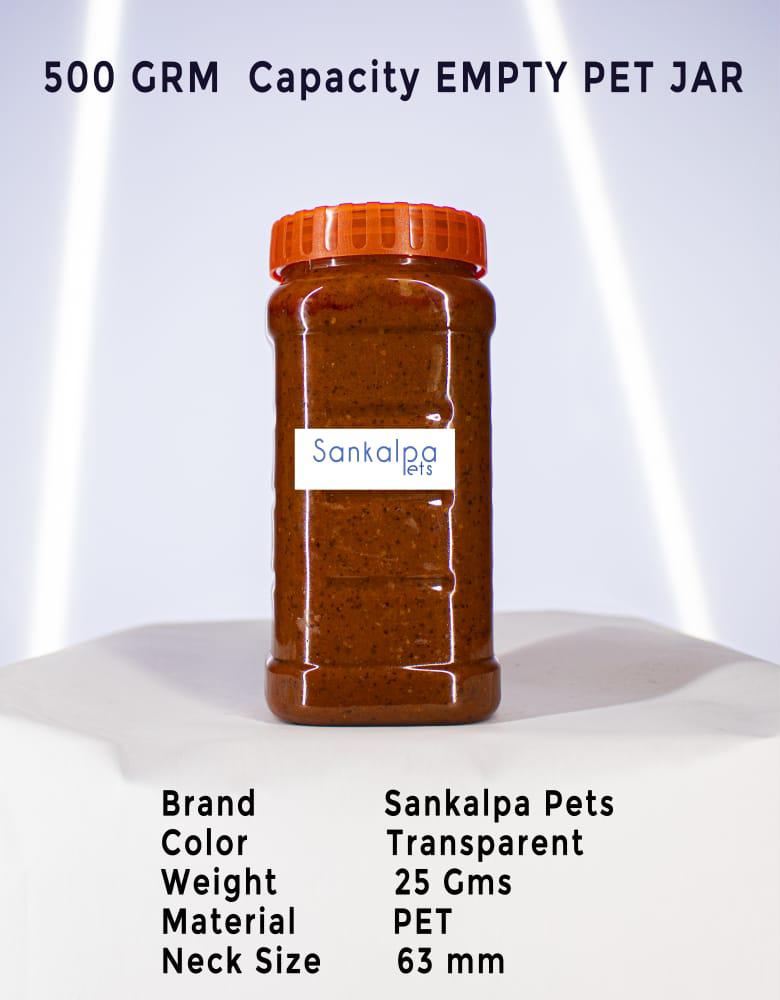 500 GRM Capacity EMPTY PET JAR
Sankalpa
Pets
Brand Sankalpa Pets
Color Transparent
Weight 25 Gms
Material PET
Neck Size 63 mm